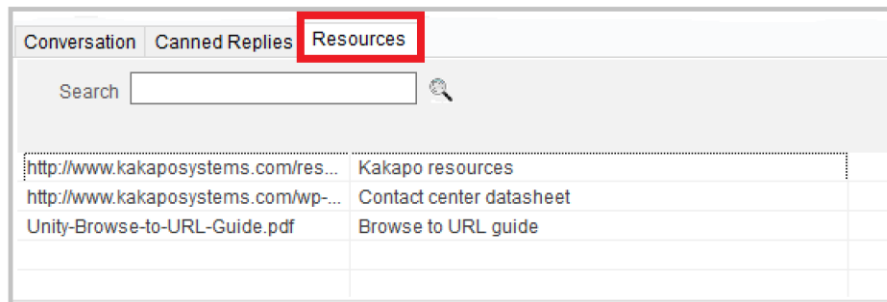 Conversation Canned Replies Resources
Search
http://www.kakaposystems.com/res... Kakapo resources
http://www.kakaposystems.com/wp-... Contact center datasheet
Unity-Browse-to-URL-Guide.pdf Browse to URL guide